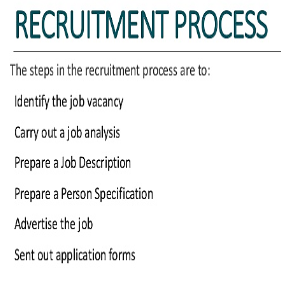 RECRUITMENT PROCESS
The steps in the recruitment process are to:
Identify the job vacancy
Carry out a job analysis
Prepare a Job Description
Prepare a Person Specification
Advertise the job
Sent out application forms